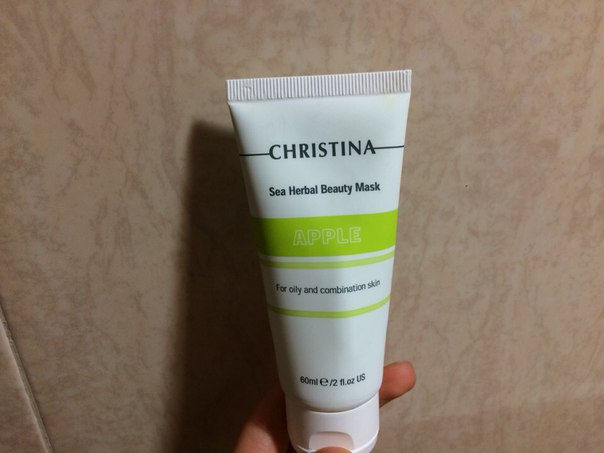 CHRISTINA
Sea Herbal Beauty Mask
APPLE
For oily and combination skin
60ml ℮/2 fl.oz US